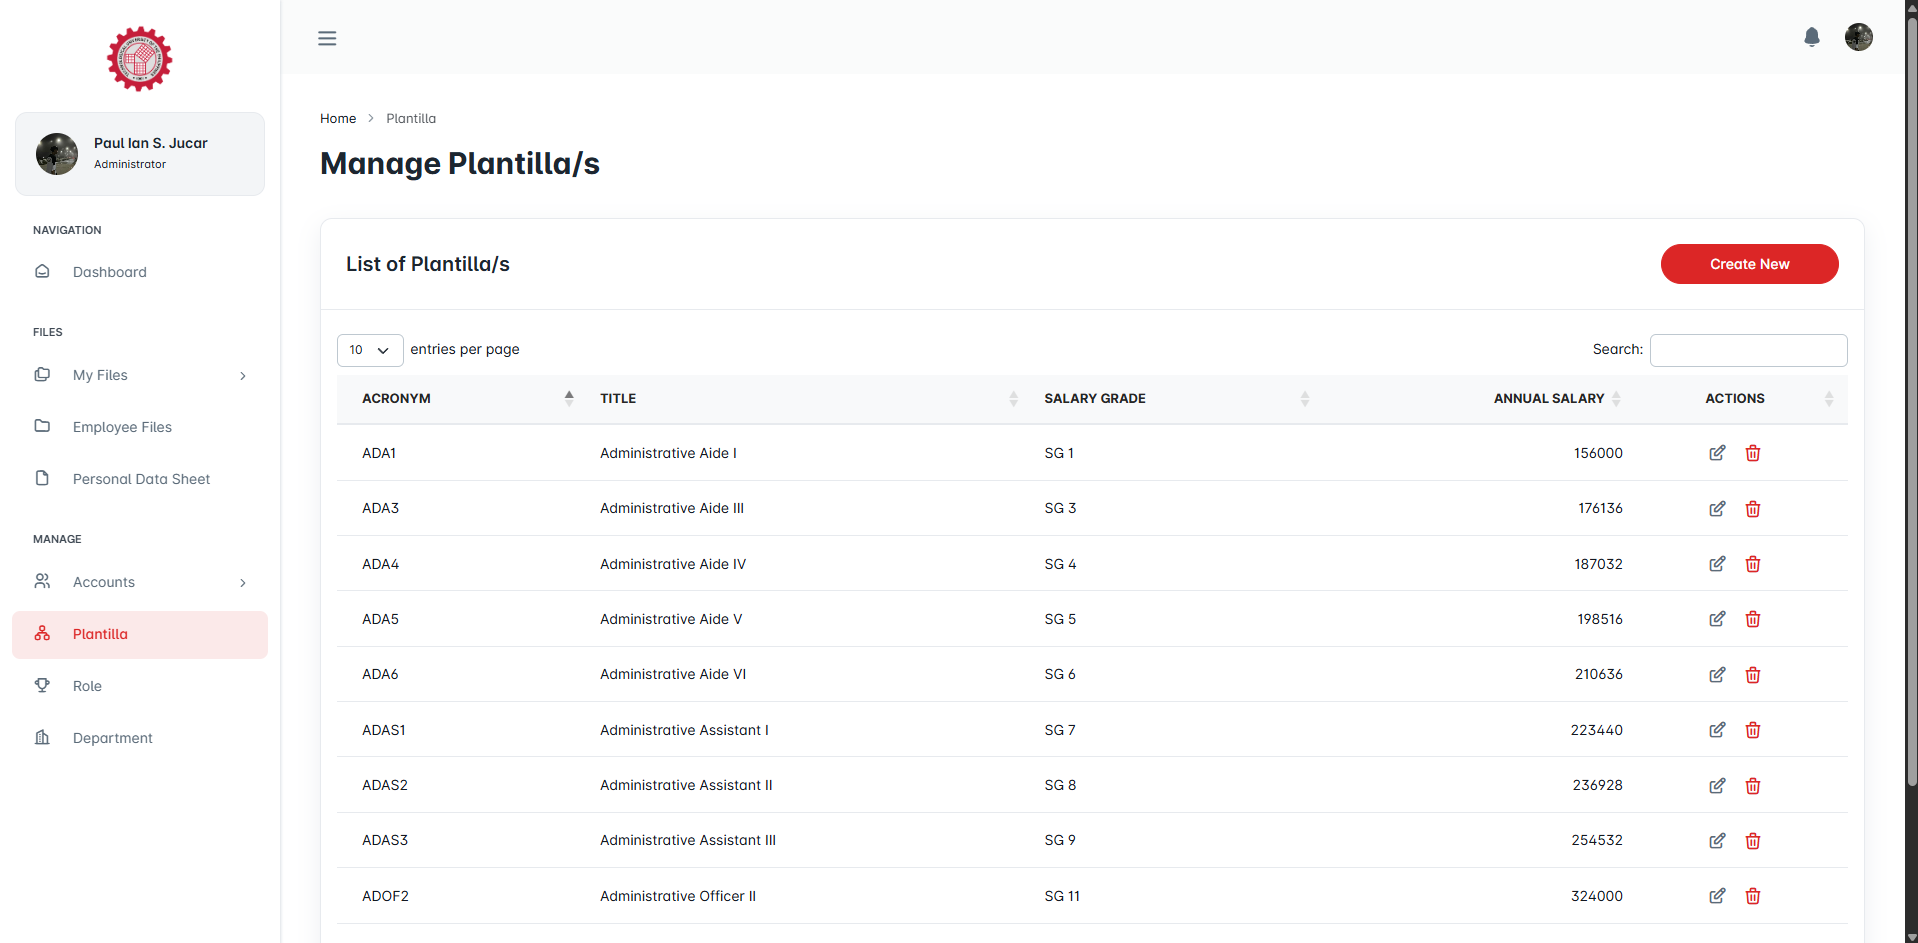 Paul Ian S. Jucar
Administrator
NAVIGATION
Dashboard
FILES
My Files
Employee Files
Personal Data Sheet
MANAGE
Accounts
Plantilla
Role
Department
Home > Plantilla
Manage Plantilla/s
List of Plantilla/s
Create New
10 entries per page
Search:
ACRONYM TITLE SALARY GRADE ANNUAL SALARY ACTIONS
ADA1 Administrative Aide I SG 1 156000
ADA3 Administrative Aide III SG 3 176136
ADA4 Administrative Aide IV SG 4 187032
ADA5 Administrative Aide V SG 5 198516
ADA6 Administrative Aide VI SG 6 210636
ADAS1 Administrative Assistant I SG 7 223440
ADAS2 Administrative Assistant II SG 8 236928
ADAS3 Administrative Assistant III SG 9 254532
ADOF2 Administrative Officer II SG 11 324000